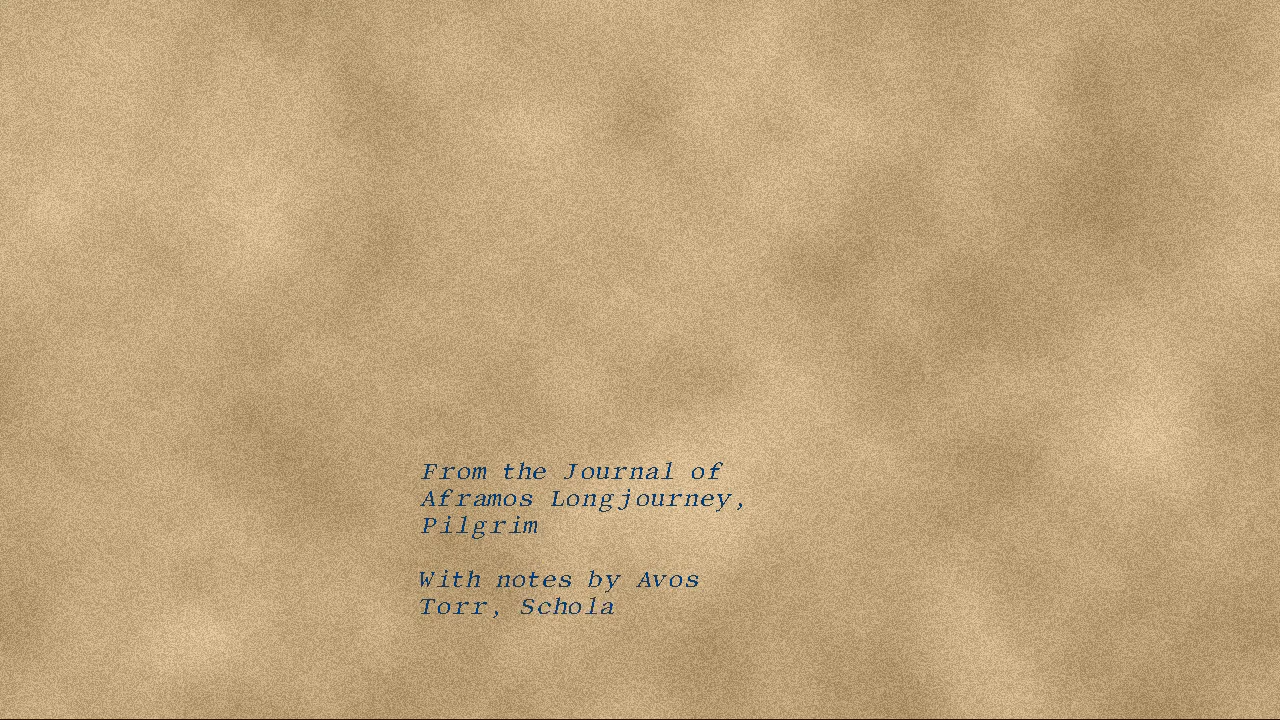 From the Journal of
Aframos Longjourney,
Pilgrim
With notes by Avos
Torr, Schola